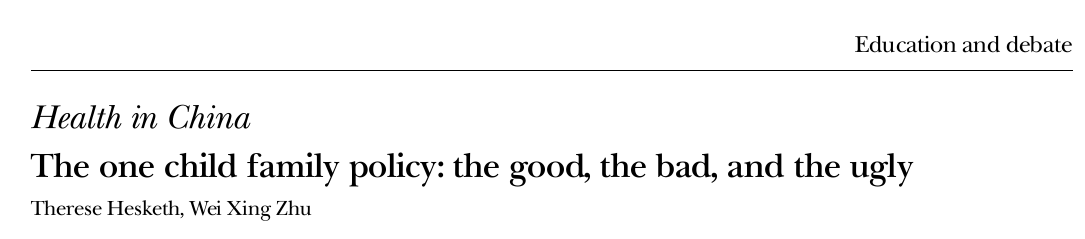 Education and debate
Health in China
The one child family policy: the good, the bad, and the ugly
Therese Hesketh, Wei Xing Zhu